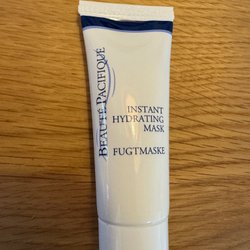 BEAUTÉ PACIFIQUE
INSTANT
HYDRATING
MASK
FUGTMASKE